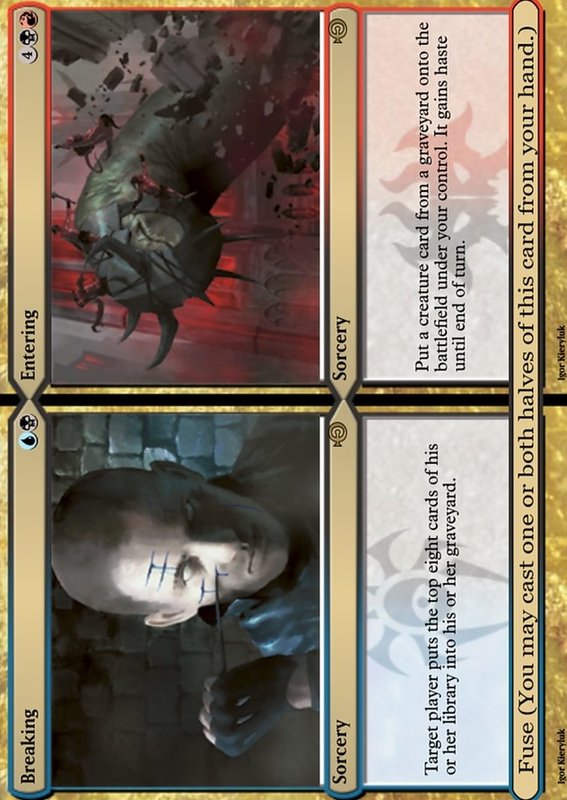 Breaking
Sorcery
Target player puts the top eight cards of his
or her library into his or her graveyard.
Entering
4
Sorcery
Put a creature card from a graveyard onto the
battlefield under your control. It gains haste
until end of turn.
Fuse (You may cast one or both halves of this card from your hand.)
Igor Kieryluk
Igor Kieryluk